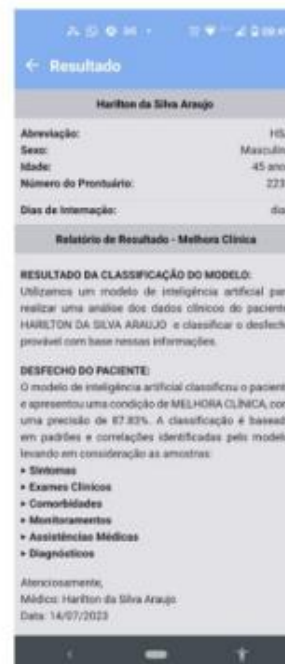 ← Resultado
Harilton da Silva Araujo
Abreviação: HS
Sexo: Masculin
Idade: 45 ano
Número do Prontuário: 223
Dias de Internação: dia
Relatório de Resultado - Melhora Clínica
RESULTADO DA CLASSIFICAÇÃO DO MODELO:
Utilizamos um modelo de inteligência artificial par
realizar uma análise dos dados clínicos do paciente
HARILTON DA SILVA ARAUJO e classificar o desfech
provável com base nessas informações.
DESFECHO DO PACIENTE:
O modelo de inteligência artificial classificou o pacient
e apresentou uma condição de MELHORA CLÍNICA, con
uma precisão de 87.83%. A classificação é basead
em padrões e correlações identificadas pelo model
levando em consideração as amostras:
▸ Sintomas
▸ Exames Clínicos
▸ Comorbidades
▸ Monitoramentos
▸ Assistências Médicas
▸ Diagnósticos
Atenciosamente,
Médico: Harilton da Silva Araujo
Data: 14/07/2023